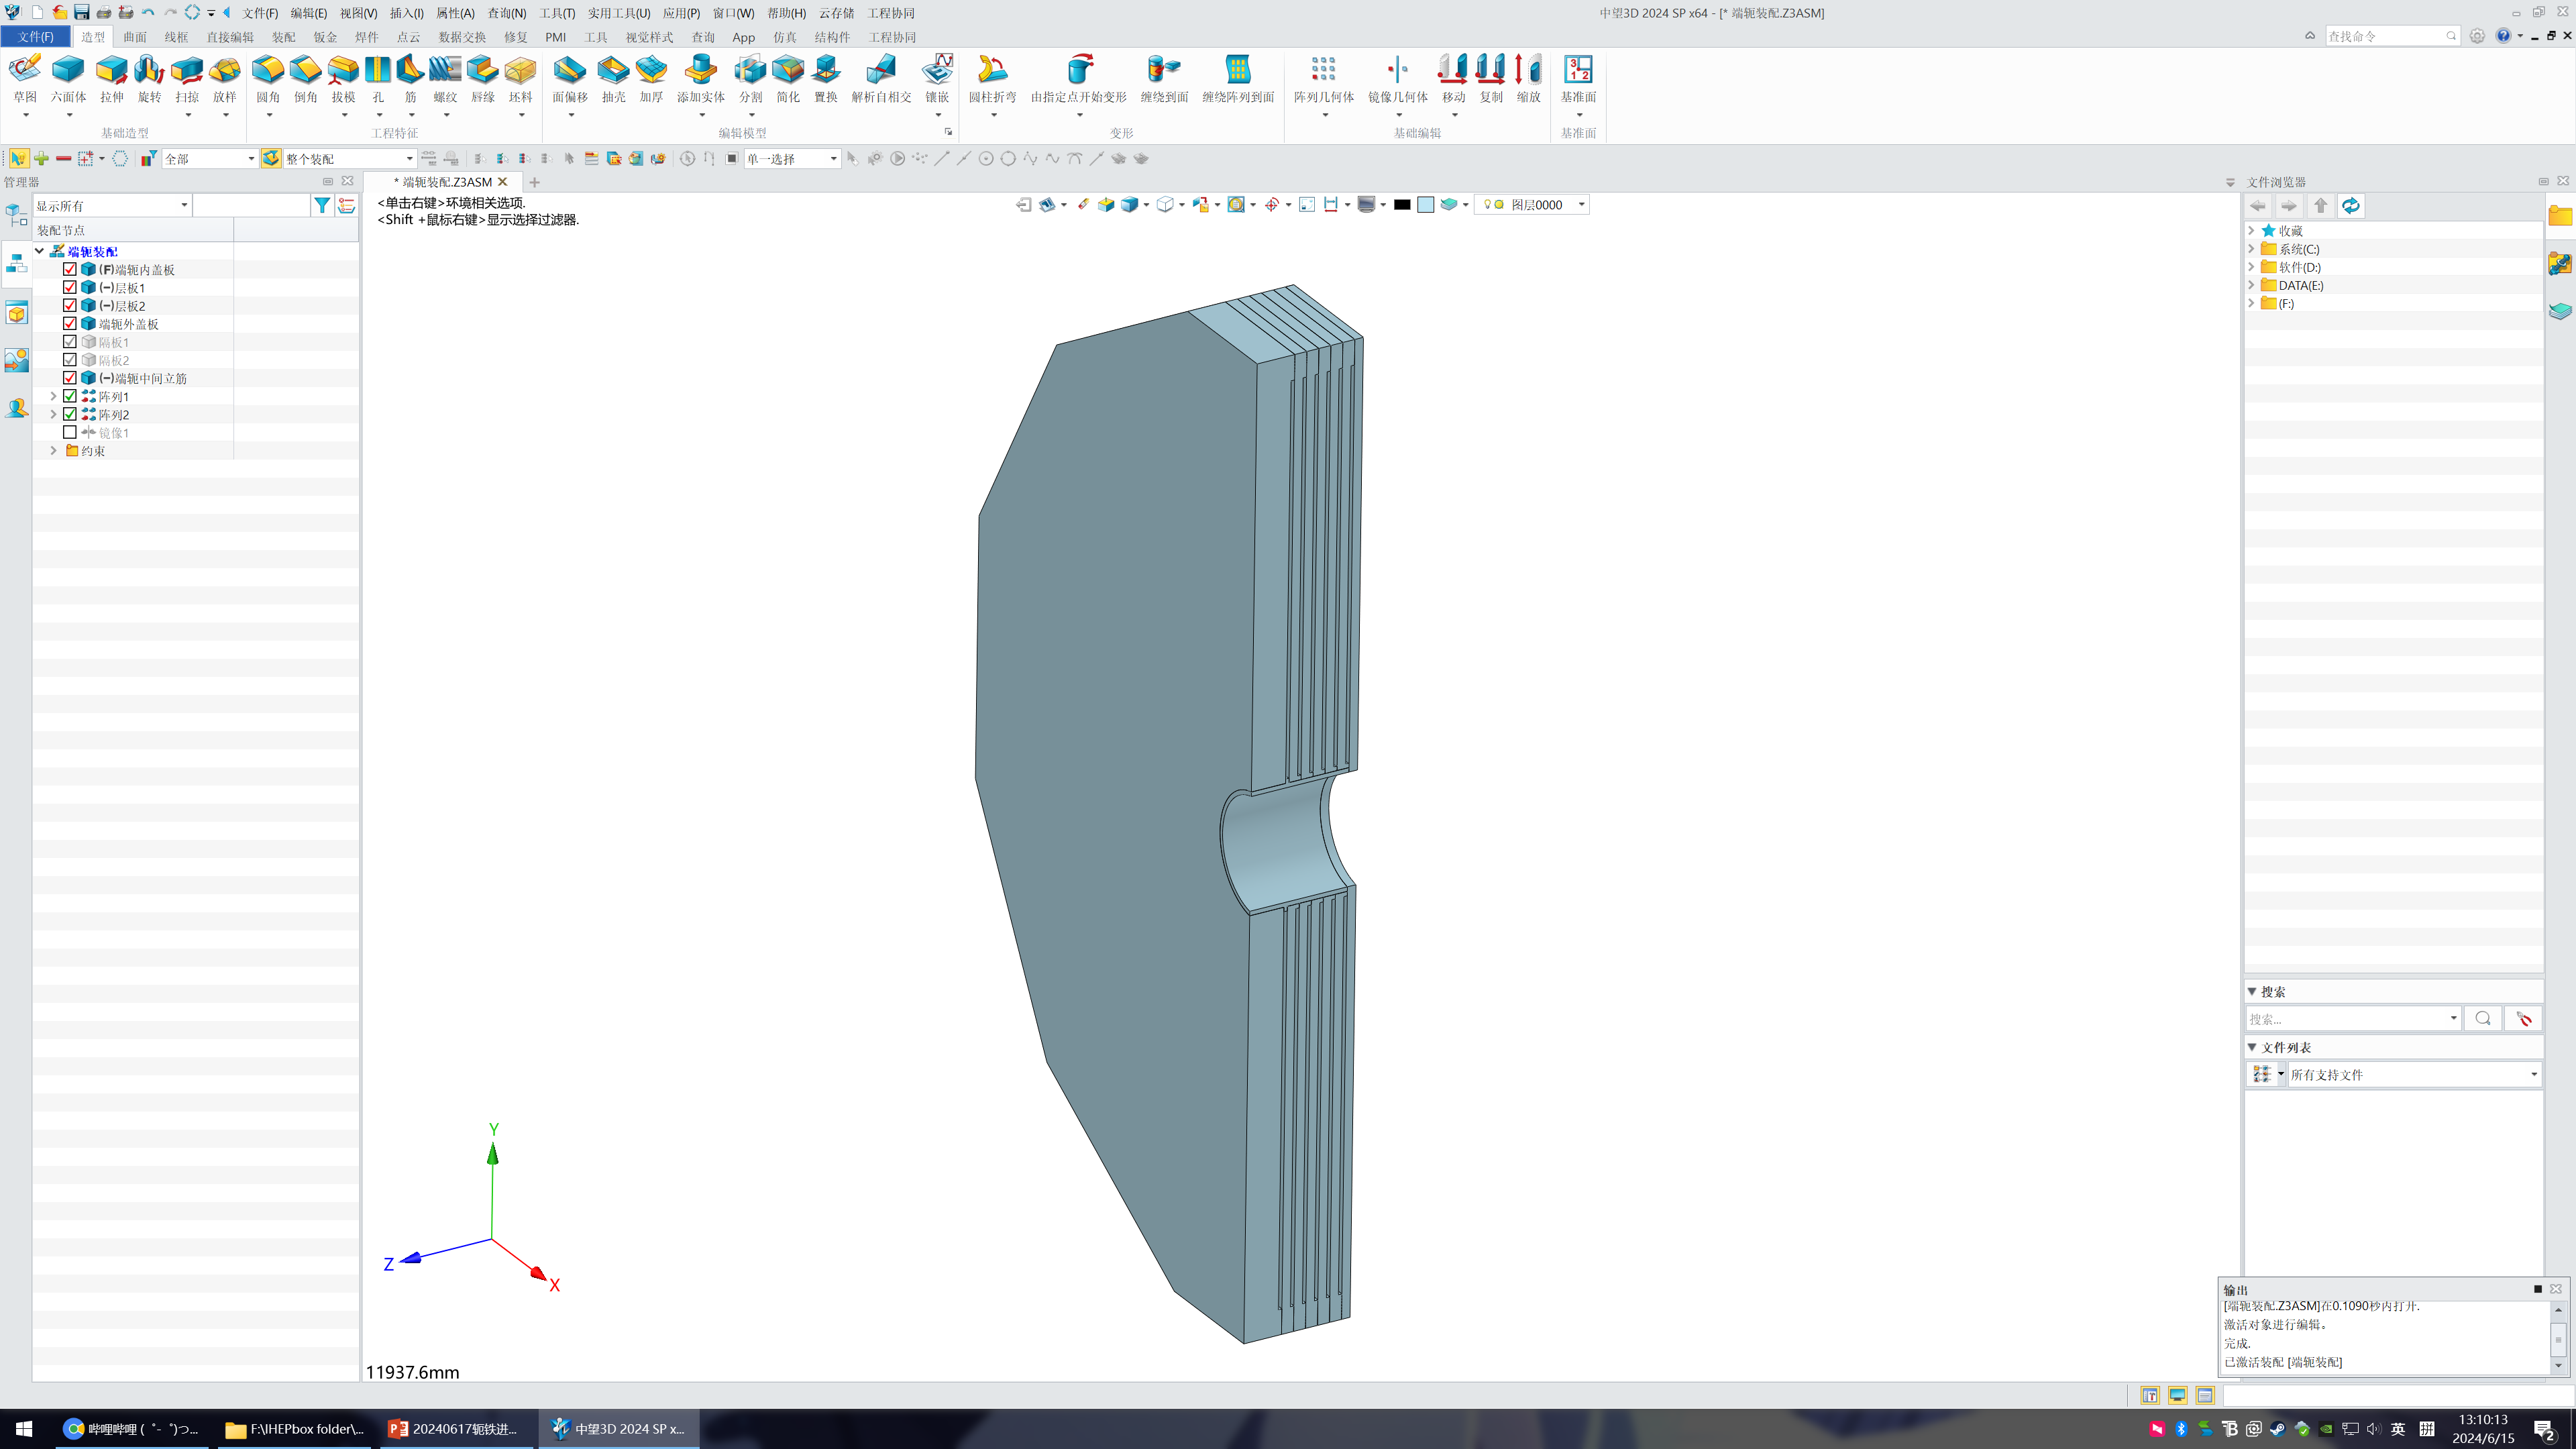 文件(F) 编辑(E) 视图(V) 插入(I) 属性(A) 查询(N) 工具(T) 实用工具(U) 应用(P) 窗口(W) 帮助(H) 云存储 工程协同
中望3D 2024 SP x64 - [* 端轭装配.Z3ASM]
文件(F) 造型 曲面 线框 直接编辑 装配 钣金 焊件 点云 数据交换 修复 PMI 工具 视觉样式 查询 App 仿真 结构件 工程协同
查找命令
草图 六面体 拉伸 旋转 扫掠 放样 圆角 倒角 拔模 孔 筋 螺纹 唇缘 坯料 面偏移 抽壳 加厚 添加实体 分割 简化 置换 解析自相交 镶嵌 圆柱折弯 由指定点开始变形 缠绕到面 缠绕阵列到面 阵列几何体 镜像几何体 移动 复制 缩放 基准面
基础造型 工程特征 编辑模型 变形 基础编辑 基准面
全部 整个装配 单一选择
管理器
* 端轭装配.Z3ASM
文件浏览器
显示所有
<单击右键>环境相关选项.
<Shift +鼠标右键>显示选择过滤器.
图层0000
装配节点
端轭装配
(F)端轭内盖板
(-)层板1
(-)层板2
端轭外盖板
隔板1
隔板2
(-)端轭中间立筋
阵列1
阵列2
镜像1
约束
收藏
系统(C:)
软件(D:)
DATA(E:)
(F:)
搜索
搜索...
文件列表
所有支持文件
Y
Z
X
11937.6mm
输出
[端轭装配.Z3ASM]在0.1090秒内打开.
激活对象进行编辑。
完成.
已激活装配 [端轭装配]
哔哩哔哩 (゜-゜)つ...
F:\IHEPbox folder\...
20240617轭铁进...
中望3D 2024 SP x...
英
拼
13:10:13
2024/6/15
2